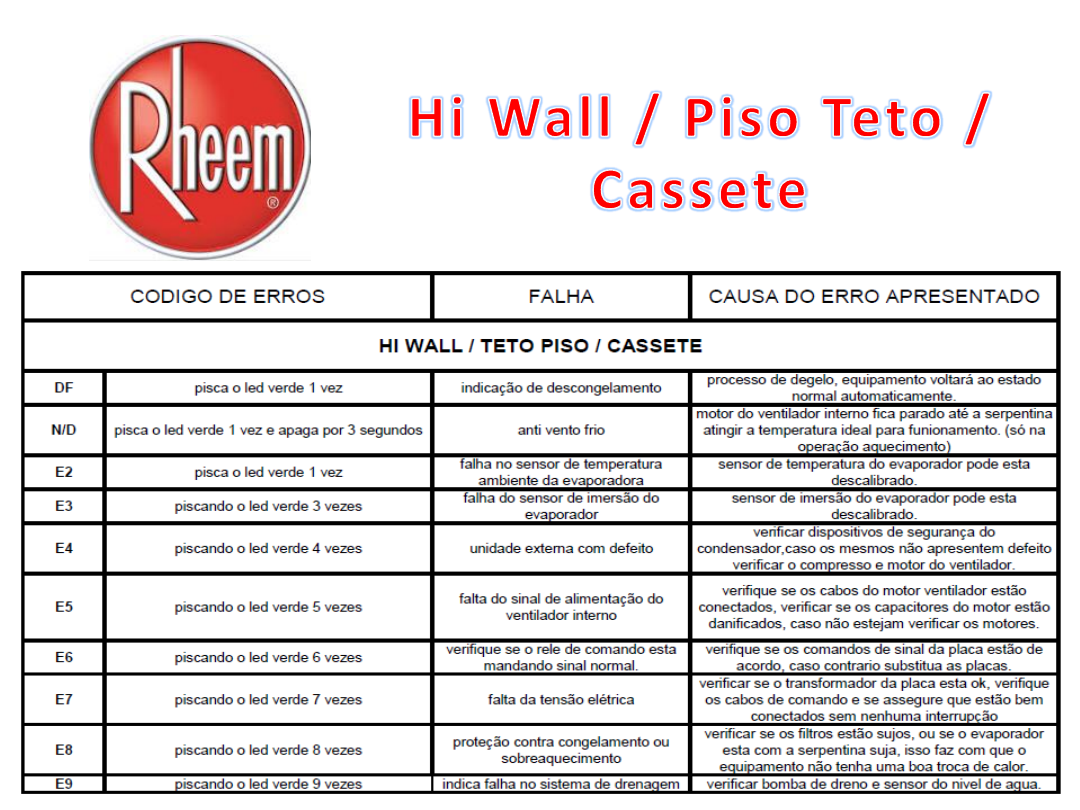 Rheem
®
Hi Wall / Piso Teto /
Cassete
CODIGO DE ERROS
FALHA
CAUSA DO ERRO APRESENTADO
HI WALL / TETO PISO / CASSETE
DF
pisca o led verde 1 vez
indicação de descongelamento
processo de degelo, equipamento voltará ao estado
normal automaticamente.
N/D
pisca o led verde 1 vez e apaga por 3 segundos
anti vento frio
motor do ventilador interno fica parado até a serpentina
atingir a temperatura ideal para funionamento. (só na
operação aquecimento)
E2
pisca o led verde 1 vez
falha no sensor de temperatura
ambiente da evaporadora
sensor de temperatura do evaporador pode esta
descalibrado.
E3
piscando o led verde 3 vezes
falha do sensor de imersão do
evaporador
sensor de imersão do evaporador pode esta
descalibrado.
E4
piscando o led verde 4 vezes
unidade externa com defeito
verificar dispositivos de segurança do
condensador,caso os mesmos não apresentem defeito
verificar o compresso e motor do ventilador.
E5
piscando o led verde 5 vezes
falta do sinal de alimentação do
ventilador interno
verifique se os cabos do motor ventilador estão
conectados, verificar se os capacitores do motor estão
danificados, caso não estejam verificar os motores.
E6
piscando o led verde 6 vezes
verifique se o rele de comando esta
mandando sinal normal.
verifique se os comandos de sinal da placa estão de
acordo, caso contrario substitua as placas.
E7
piscando o led verde 7 vezes
falta da tensão elétrica
verificar se o transformador da placa esta ok, verifique
os cabos de comando e se assegure que estão bem
conectados sem nenhuma interrupção
E8
piscando o led verde 8 vezes
proteção contra congelamento ou
sobreaquecimento
verificar se os filtros estão sujos, ou se o evaporador
esta com a serpentina suja, isso faz com que o
equipamento não tenha uma boa troca de calor.
E9
piscando o led verde 9 vezes
indica falha no sistema de drenagem
verificar bomba de dreno e sensor do nivel de agua.